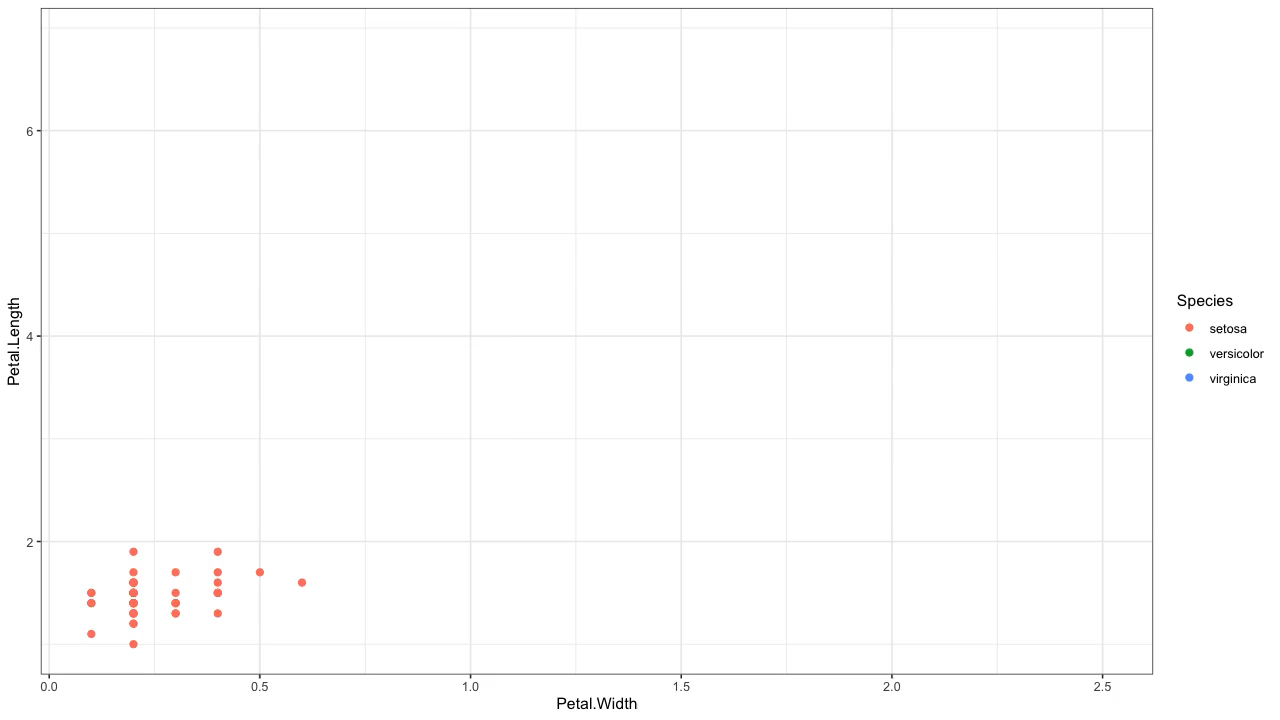 6
4
2
Petal.Length
0.0 0.5 1.0 1.5 2.0 2.5
Petal.Width
Species
setosa
versicolor
virginica